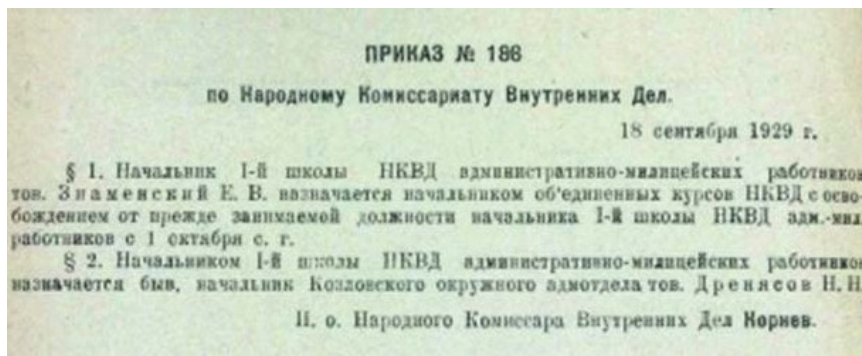 ПРИКАЗ № 186
по Народному Комиссариату Внутренних Дел.
18 сентября 1929 г.
§ 1. Начальник I-й школы НКВД административно-милицейских работников
тов. Знаменский Е. В. назначается начальником об'единенных курсов НКВД с осво-
бождением от прежде занимаемой должности начальника I-й школы НКВД адм.-мил.
работников с 1 октября с. г.
§ 2. Начальником I-й школы НКВД административно-милицейских работников
назначается быв, начальник Козловского окружного адмотдела тов. Дренясов Н. Н.
И. о. Народного Комиссара Внутренних Дел Корнев.